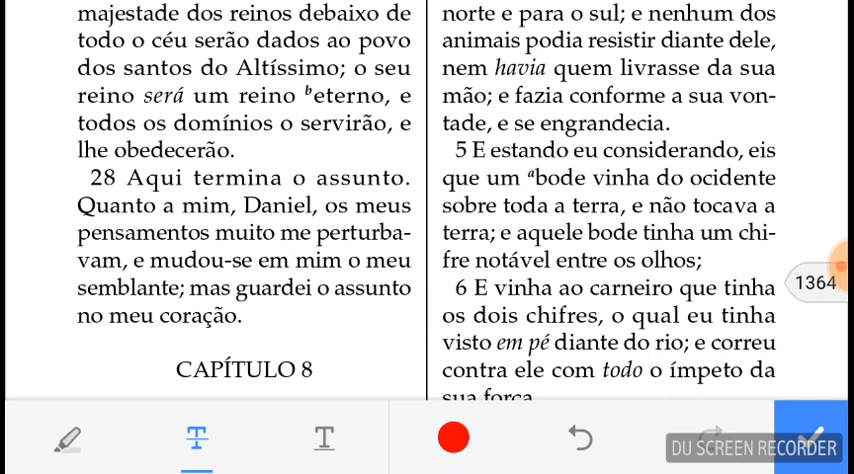 majestade dos reinos debaixo de
todo o céu serão dados ao povo
dos santos do Altíssimo; o seu
reino será um reino ᵇeterno, e
todos os domínios o servirão, e
lhe obedecerão.
28 Aqui termina o assunto.
Quanto a mim, Daniel, os meus
pensamentos muito me perturba-
vam, e mudou-se em mim o meu
semblante; mas guardei o assunto
no meu coração.
CAPÍTULO 8
norte e para o sul; e nenhum dos
animais podia resistir diante dele,
nem havia quem livrasse da sua
mão; e fazia conforme a sua von-
tade, e se engrandecia.
5 E estando eu considerando, eis
que um ᵃbode vinha do ocidente
sobre toda a terra, e não tocava a
terra; e aquele bode tinha um chi-
fre notável entre os olhos;
6 E vinha ao carneiro que tinha
os dois chifres, o qual eu tinha
visto em pé diante do rio; e correu
contra ele com todo o ímpeto da
sua força
1364
T
T
DU SCREEN RECORDER